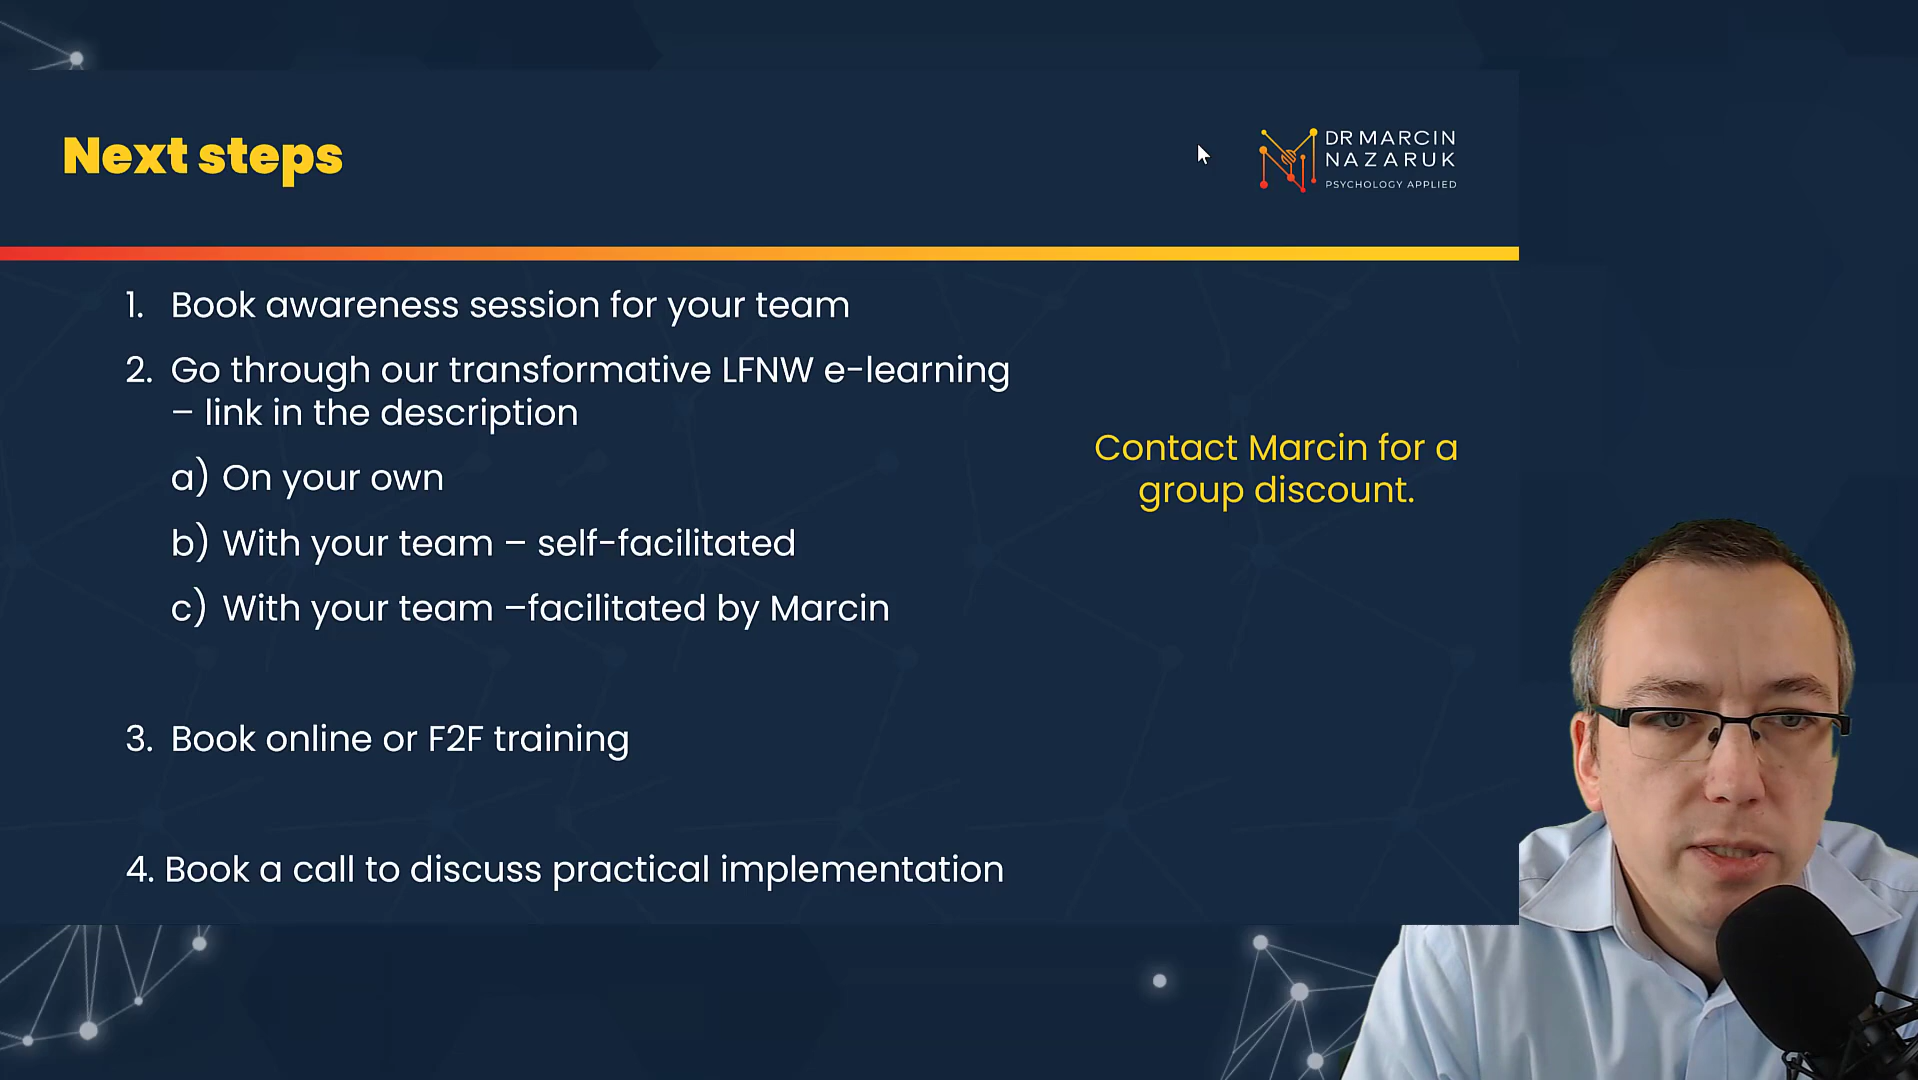 Next steps
DR MARCIN
NAZARUK
PSYCHOLOGY APPLIED
1. Book awareness session for your team
2. Go through our transformative LFNW e-learning
– link in the description
a) On your own
b) With your team – self-facilitated
c) With your team –facilitated by Marcin
Contact Marcin for a
group discount.
3. Book online or F2F training
4. Book a call to discuss practical implementation